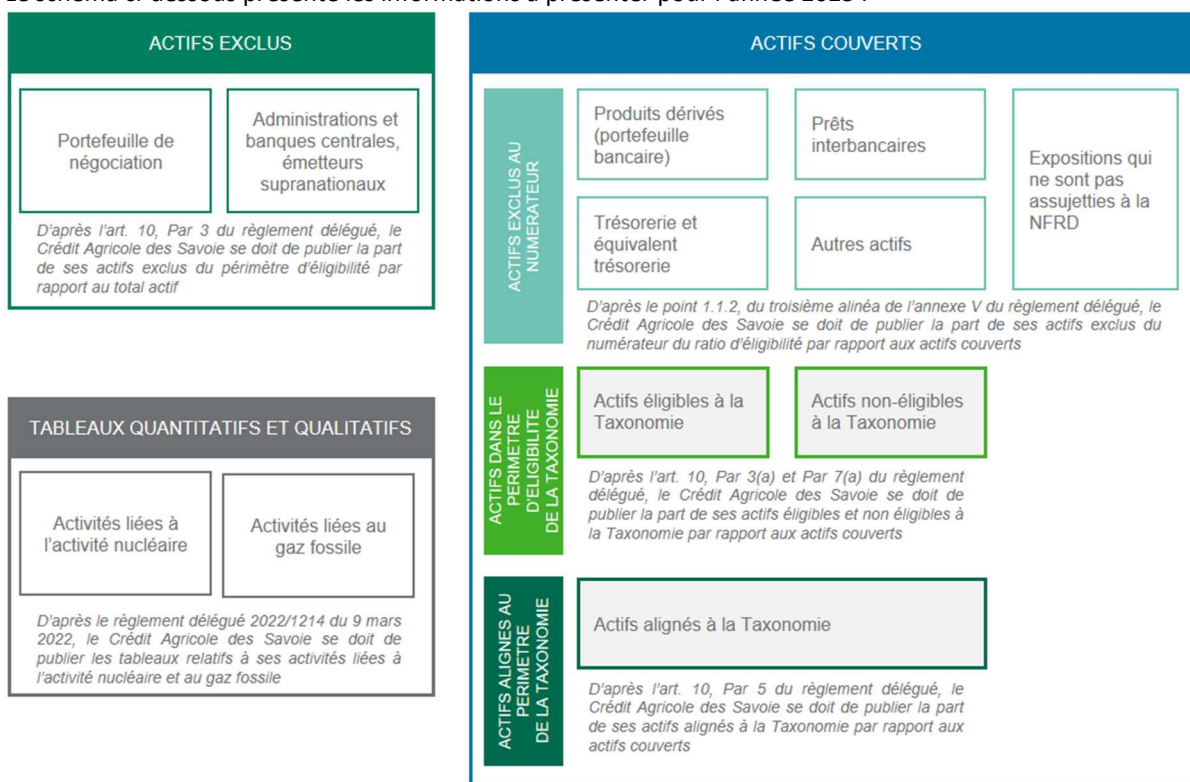 Le schéma ci-dessous présente les informations à présenter pour l'année 2023 :
ACTIFS EXCLUS
Portefeuille de
négociation
Administrations et
banques centrales,
émetteurs
supranationaux
D'après l'art. 10, Par 3 du règlement délégué, le
Crédit Agricole des Savoie se doit de publier la part
de ses actifs exclus du périmètre d'éligibilité par
rapport au total actif
TABLEAUX QUANTITATIFS ET QUALITATIFS
Activités liées à
l'activité nucléaire
Activités liées au
gaz fossile
D'après le règlement délégué 2022/1214 du 9 mars
2022, le Crédit Agricole des Savoie se doit de
publier les tableaux relatifs à ses activités liées à
l'activité nucléaire et au gaz fossile
ACTIFS COUVERTS
ACTIFS EXCLUS AU
NUMERATEUR
Produits dérivés
(portefeuille
bancaire)
Prêts
interbancaires
Expositions qui
ne sont pas
assujetties à la
NFRD
Trésorerie et
équivalent
trésorerie
Autres actifs
D'après le point 1.1.2, du troisième alinéa de l'annexe V du règlement délégué, le
Crédit Agricole des Savoie se doit de publier la part de ses actifs exclus du
numérateur du ratio d'éligibilité par rapport aux actifs couverts
ACTIFS DANS LE
PERIMETRE
D'ELIGIBILITE
DE LA TAXONOMIE
Actifs éligibles à la
Taxonomie
Actifs non-éligibles
à la Taxonomie
D'après l'art. 10, Par 3(a) et Par 7(a) du règlement
délégué, le Crédit Agricole des Savoie se doit de
publier la part de ses actifs éligibles et non éligibles à
la Taxonomie par rapport aux actifs couverts
ACTIFS ALIGNES AU
PERIMETRE
DE LA TAXONOMIE
Actifs alignés à la Taxonomie
D'après l'art. 10, Par 5 du règlement délégué, le
Crédit Agricole des Savoie se doit de publier la part
de ses actifs alignés à la Taxonomie par rapport aux
actifs couverts